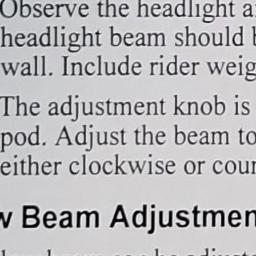 Observe the headlight a
headlight beam should b
wall. Include rider weig
The adjustment knob is
pod. Adjust the beam to
either clockwise or cour
w Beam Adjustmen